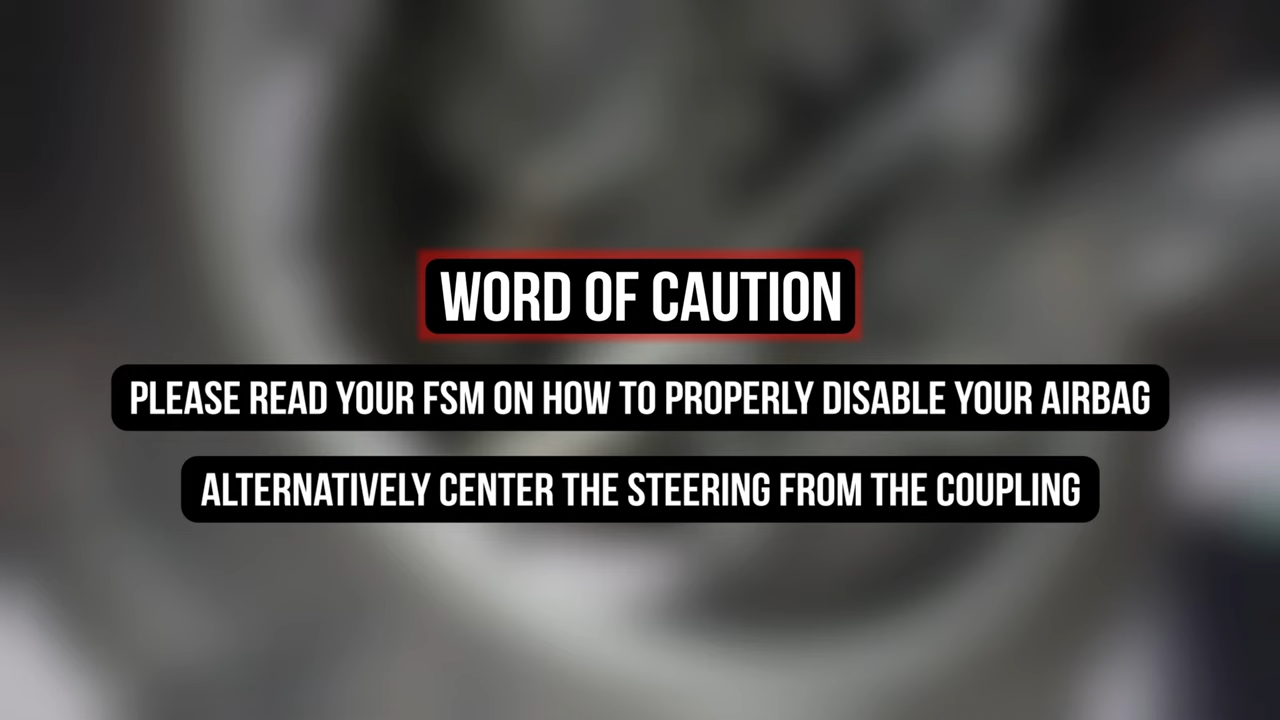 WORD OF CAUTION
PLEASE READ YOUR FSM ON HOW TO PROPERLY DISABLE YOUR AIRBAG
ALTERNATIVELY CENTER THE STEERING FROM THE COUPLING